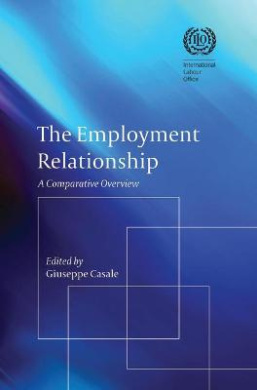 International
Labour
Office
The Employment
Relationship
A Comparative Overview
Edited by
Giuseppe Casale